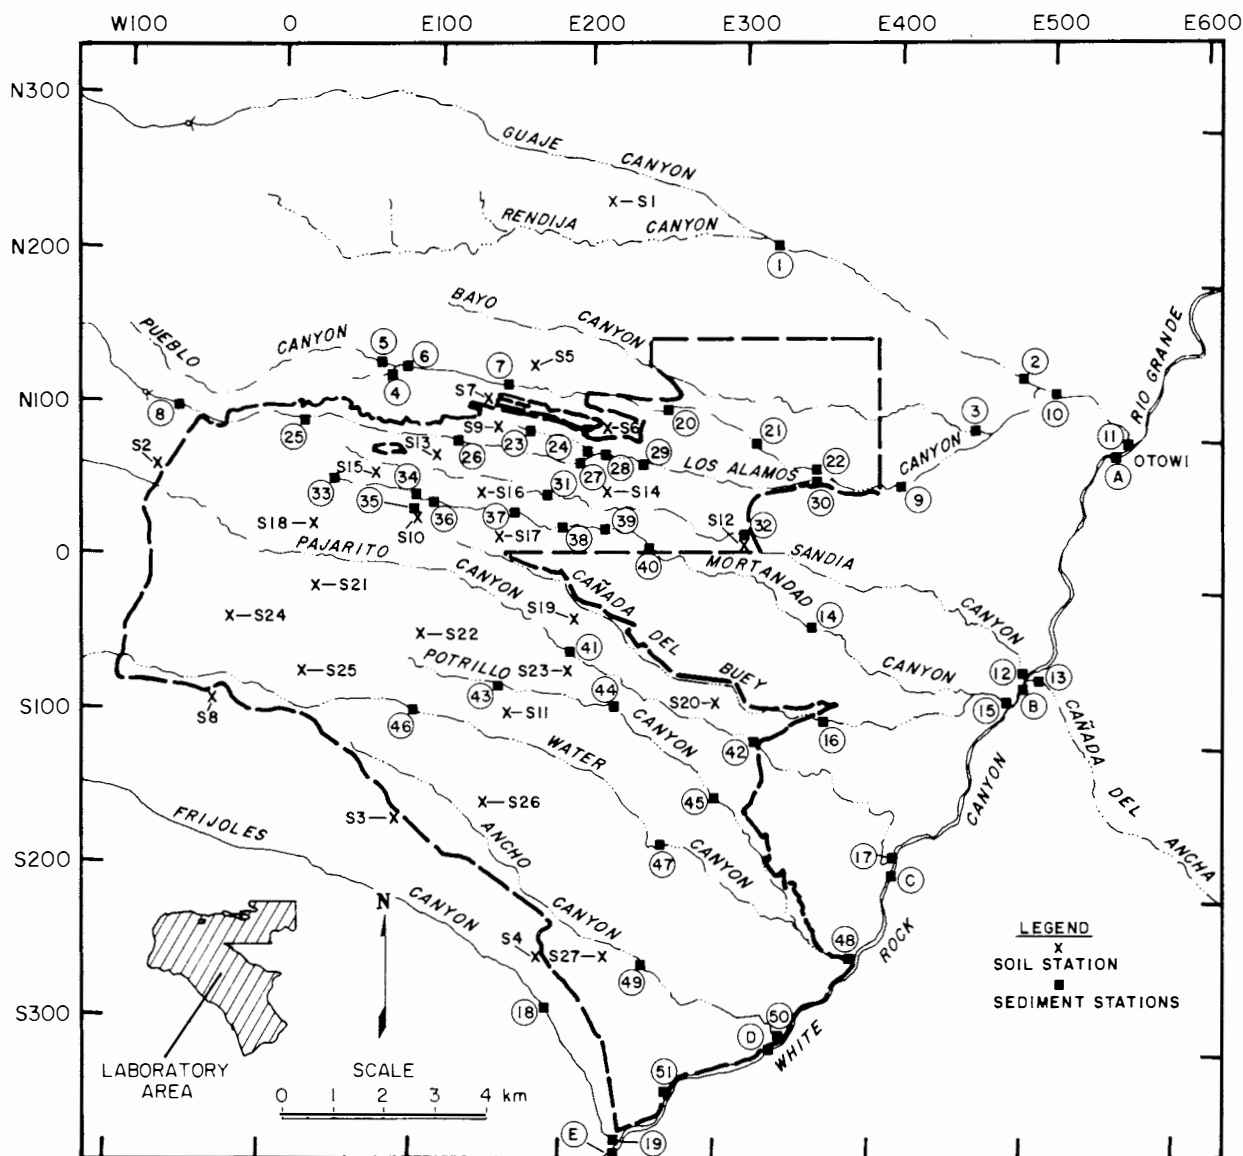 W100 0 E100 E200 E300 E400 E500 E600
N300
GUAJE CANYON
X—S1
RENDIJA CANYON
N200
1
BAYO CANYON
RIO GRANDE
PUEBLO CANYON
5 6 7 X—S5
4
2
S7
N100
8
10
25
S9
23
S6
20
3
11
S2
S13
26
24
21
OTOWI
A
27 28 29
LOS ALAMOS CANYON
22
30
9
S15
34
33
X—S16
31
X—S14
35
36
37
39
S12
32
S18—X
S10
X—S17
38
0
PAJARITO CANYON
40
MORTANDAD CANYON
SANDIA CANYON
X—S21
CAÑADA DEL BUEY
X—S24
S19
14
X—S22
41
POTRILLO CANYON
S23—X
X—S25
43
44
12 13
S20—X
B
15
S100
S8
46
X—S11
42
16
WATER CANYON
CAÑADA DEL ANCHA
45
X—S26
S3
ANCHO CANYON
FRIJOLES CANYON
S200
47
17
C
WHITE ROCK CANYON
N
LEGEND
X
SOIL STATION
SEDIMENT STATIONS
S4
S27—X
48
49
S300
18
50
D
LABORATORY
AREA
SCALE
0 1 2 3 4 km
51
E
19